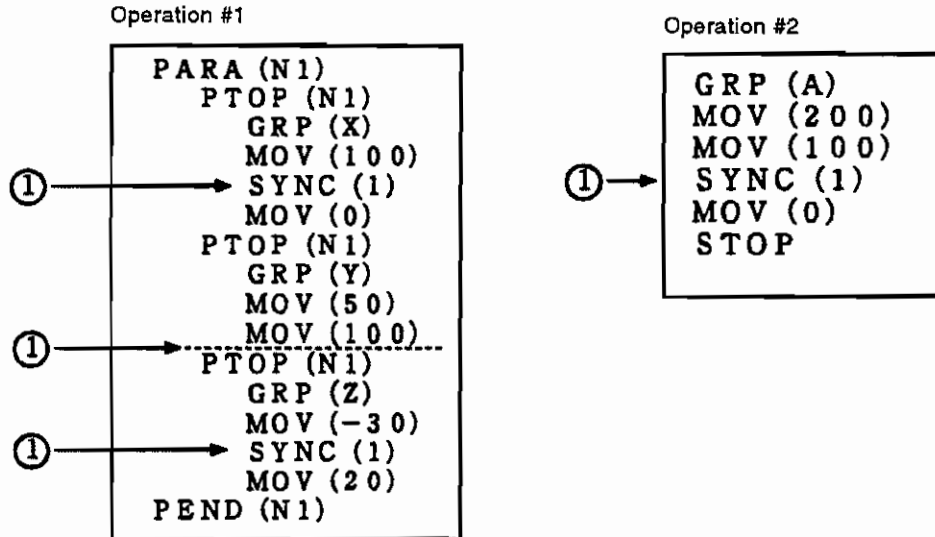 Operation #1
PARA (N1)
PTOP (N1)
GRP (X)
MOV (100)
① SYNC (1)
MOV (0)
PTOP (N1)
GRP (Y)
MOV (50)
MOV (100)
①
PTOP (N1)
GRP (Z)
MOV (-30)
① SYNC (1)
MOV (20)
PEND (N1)
Operation #2
GRP (A)
MOV (200)
MOV (100)
① SYNC (1)
MOV (0)
STOP